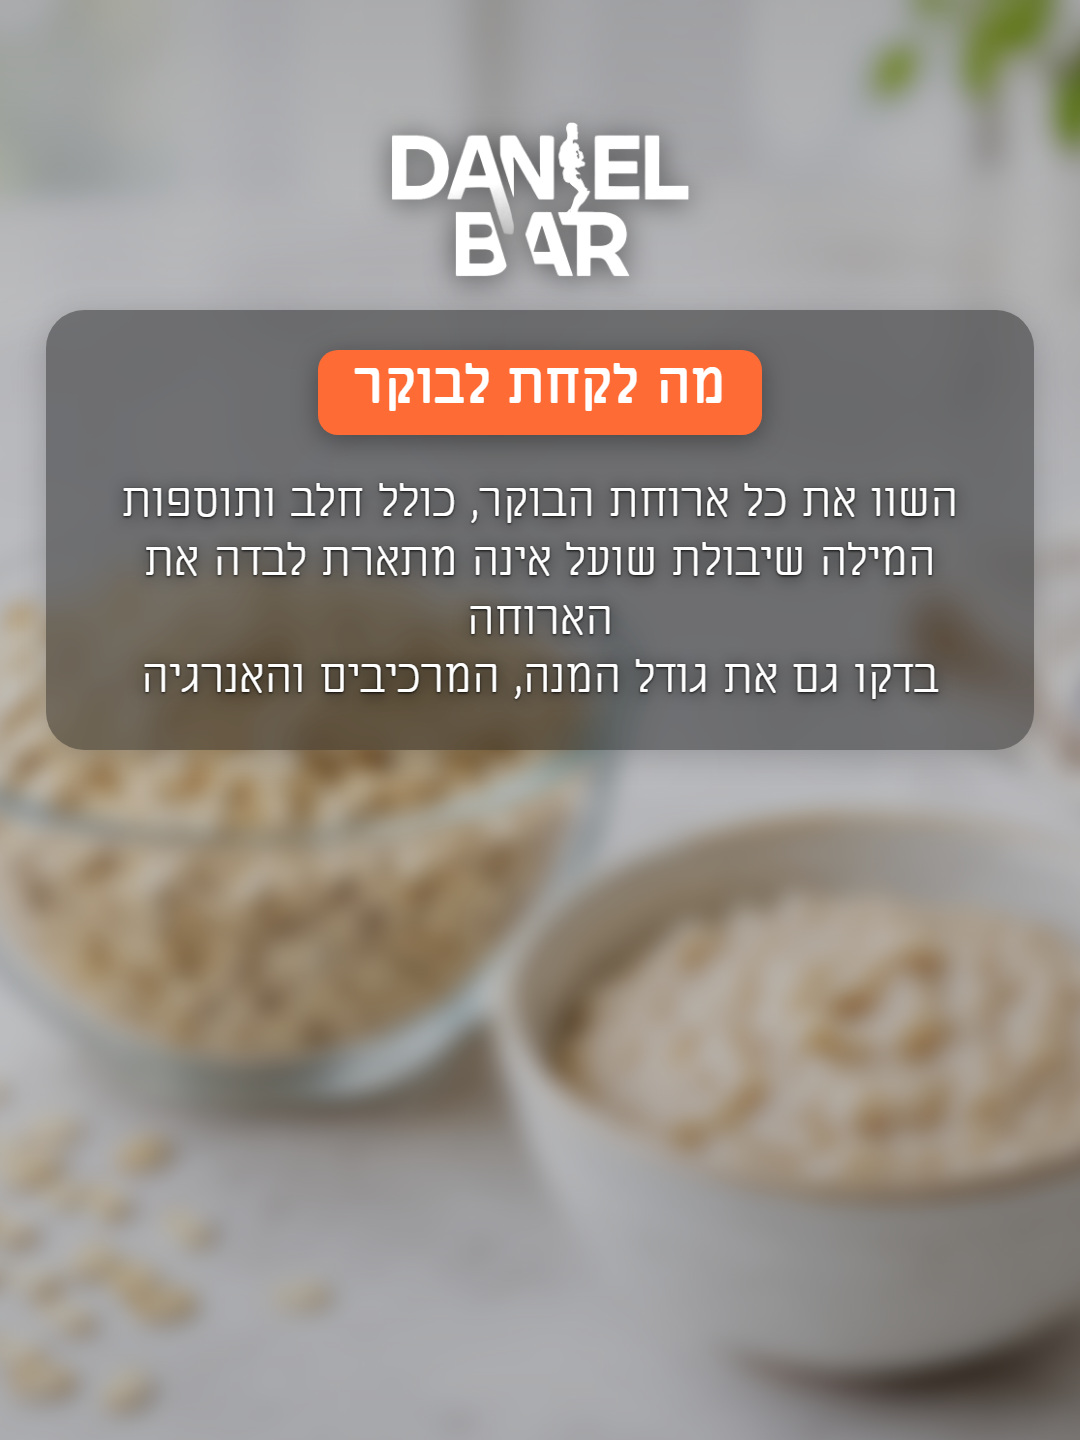 DANIEL
BAR
מה לקחת לבוקר
השוו את כל ארוחת הבוקר, כולל חלב ותוספות
המילה שיבולת שועל אינה מתארת לבדה את
הארוחה
בדקו גם את גודל המנה, המרכיבים והאנרגיה